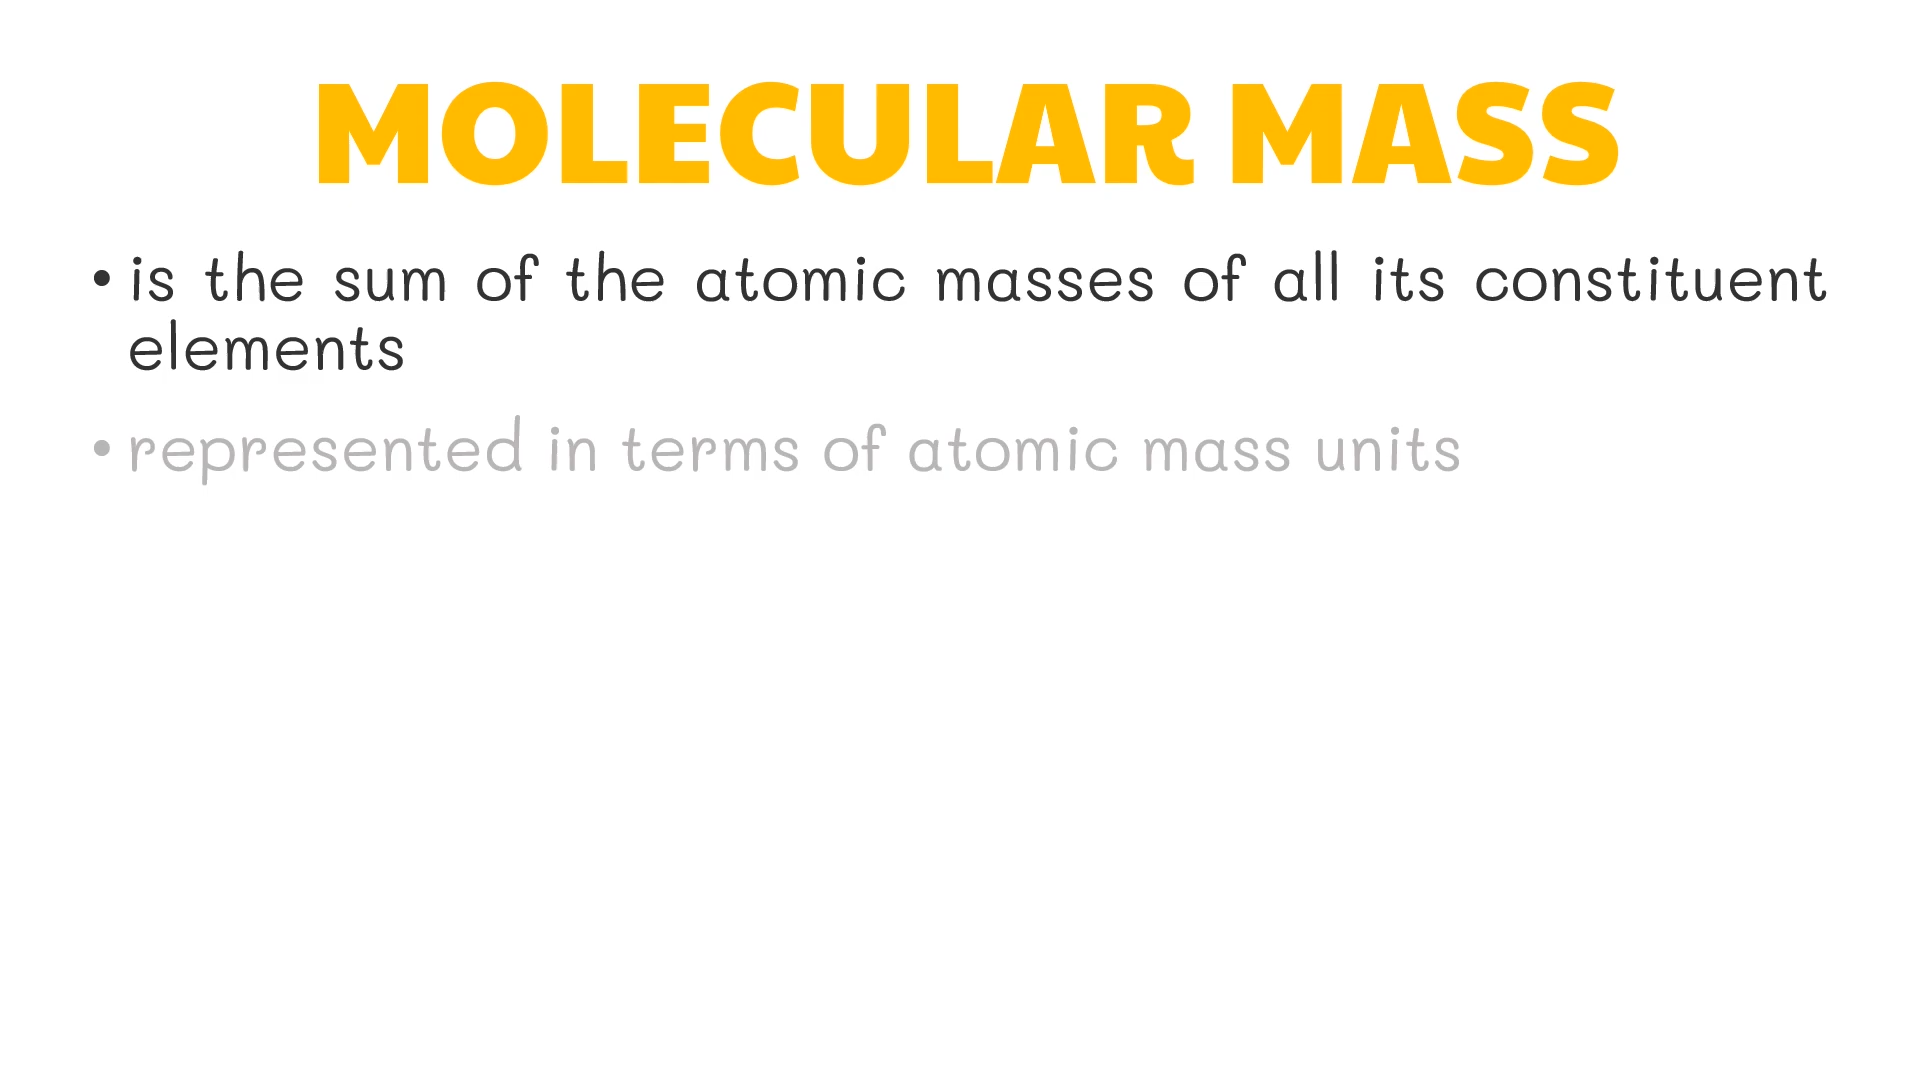 MOLECULAR MASS
• is the sum of the atomic masses of all its constituent
elements
• represented in terms of atomic mass units